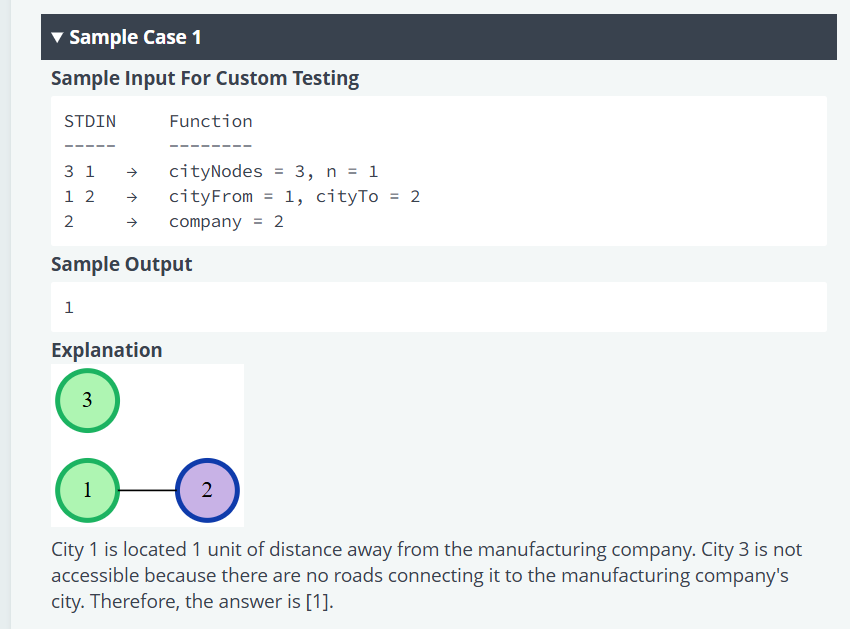 ▼ Sample Case 1
Sample Input For Custom Testing
STDIN     Function
-----     --------
3 1   →   cityNodes = 3, n = 1
1 2   →   cityFrom = 1, cityTo = 2
2     →   company = 2
Sample Output
1
Explanation
3
1 2
City 1 is located 1 unit of distance away from the manufacturing company. City 3 is not
accessible because there are no roads connecting it to the manufacturing company's
city. Therefore, the answer is [1].